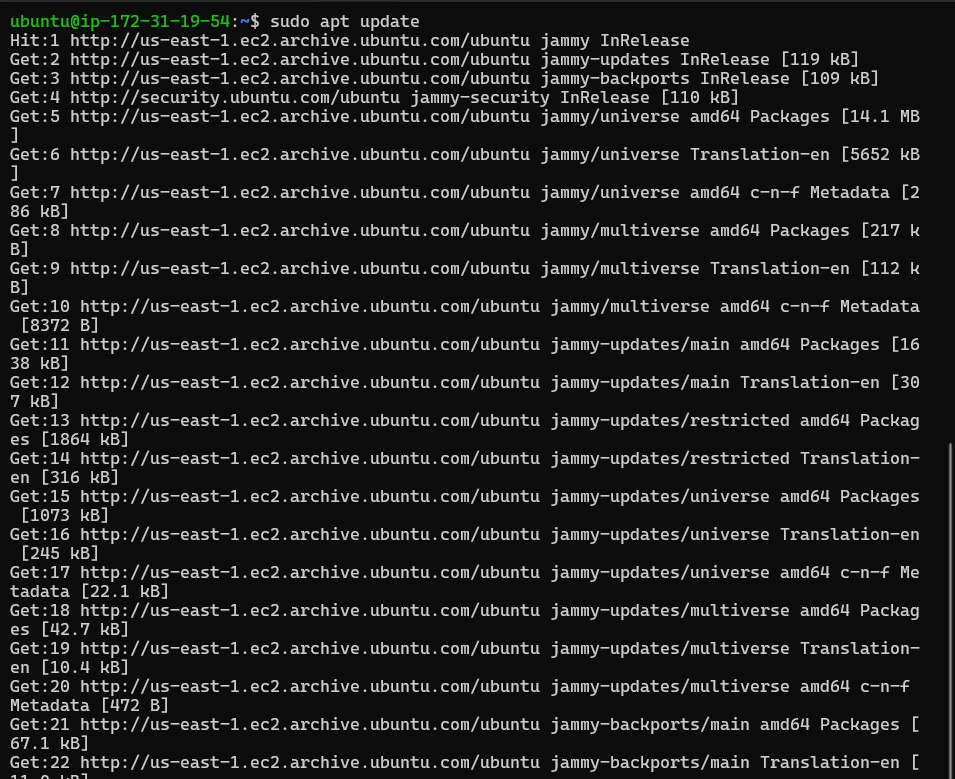 ubuntu@ip-172-31-19-54:~$ sudo apt update
Hit:1 http://us-east-1.ec2.archive.ubuntu.com/ubuntu jammy InRelease
Get:2 http://us-east-1.ec2.archive.ubuntu.com/ubuntu jammy-updates InRelease [119 kB]
Get:3 http://us-east-1.ec2.archive.ubuntu.com/ubuntu jammy-backports InRelease [109 kB]
Get:4 http://security.ubuntu.com/ubuntu jammy-security InRelease [110 kB]
Get:5 http://us-east-1.ec2.archive.ubuntu.com/ubuntu jammy/universe amd64 Packages [14.1 MB
]
Get:6 http://us-east-1.ec2.archive.ubuntu.com/ubuntu jammy/universe Translation-en [5652 kB
]
Get:7 http://us-east-1.ec2.archive.ubuntu.com/ubuntu jammy/universe amd64 c-n-f Metadata [2
86 kB]
Get:8 http://us-east-1.ec2.archive.ubuntu.com/ubuntu jammy/multiverse amd64 Packages [217 k
B]
Get:9 http://us-east-1.ec2.archive.ubuntu.com/ubuntu jammy/multiverse Translation-en [112 k
B]
Get:10 http://us-east-1.ec2.archive.ubuntu.com/ubuntu jammy/multiverse amd64 c-n-f Metadata
 [8372 B]
Get:11 http://us-east-1.ec2.archive.ubuntu.com/ubuntu jammy-updates/main amd64 Packages [16
38 kB]
Get:12 http://us-east-1.ec2.archive.ubuntu.com/ubuntu jammy-updates/main Translation-en [30
7 kB]
Get:13 http://us-east-1.ec2.archive.ubuntu.com/ubuntu jammy-updates/restricted amd64 Packag
es [1864 kB]
Get:14 http://us-east-1.ec2.archive.ubuntu.com/ubuntu jammy-updates/restricted Translation-
en [316 kB]
Get:15 http://us-east-1.ec2.archive.ubuntu.com/ubuntu jammy-updates/universe amd64 Packages
 [1073 kB]
Get:16 http://us-east-1.ec2.archive.ubuntu.com/ubuntu jammy-updates/universe Translation-en
 [245 kB]
Get:17 http://us-east-1.ec2.archive.ubuntu.com/ubuntu jammy-updates/universe amd64 c-n-f Me
tadata [22.1 kB]
Get:18 http://us-east-1.ec2.archive.ubuntu.com/ubuntu jammy-updates/multiverse amd64 Packag
es [42.7 kB]
Get:19 http://us-east-1.ec2.archive.ubuntu.com/ubuntu jammy-updates/multiverse Translation-
en [10.4 kB]
Get:20 http://us-east-1.ec2.archive.ubuntu.com/ubuntu jammy-updates/multiverse amd64 c-n-f
Metadata [472 B]
Get:21 http://us-east-1.ec2.archive.ubuntu.com/ubuntu jammy-backports/main amd64 Packages [
67.1 kB]
Get:22 http://us-east-1.ec2.archive.ubuntu.com/ubuntu jammy-backports/main Translation-en [